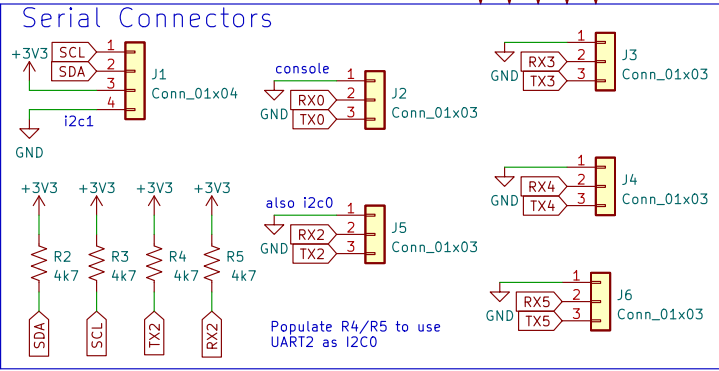 Serial Connectors
+3V3
SCL 1
SDA 2
3
4
J1
Conn_01x04
i2c1
GND
console
1
RX0 2
TX0 3
GND
J2
Conn_01x03
1
RX3 2
TX3 3
GND
J3
Conn_01x03
1
RX4 2
TX4 3
GND
J4
Conn_01x03
+3V3 +3V3 +3V3 +3V3
R2 4k7
R3 4k7
R4 4k7
R5 4k7
SDA
SCL
TX2
RX2
also i2c0
1
RX2 2
TX2 3
GND
J5
Conn_01x03
1
RX5 2
TX5 3
GND
J6
Conn_01x03
Populate R4/R5 to use
UART2 as I2C0